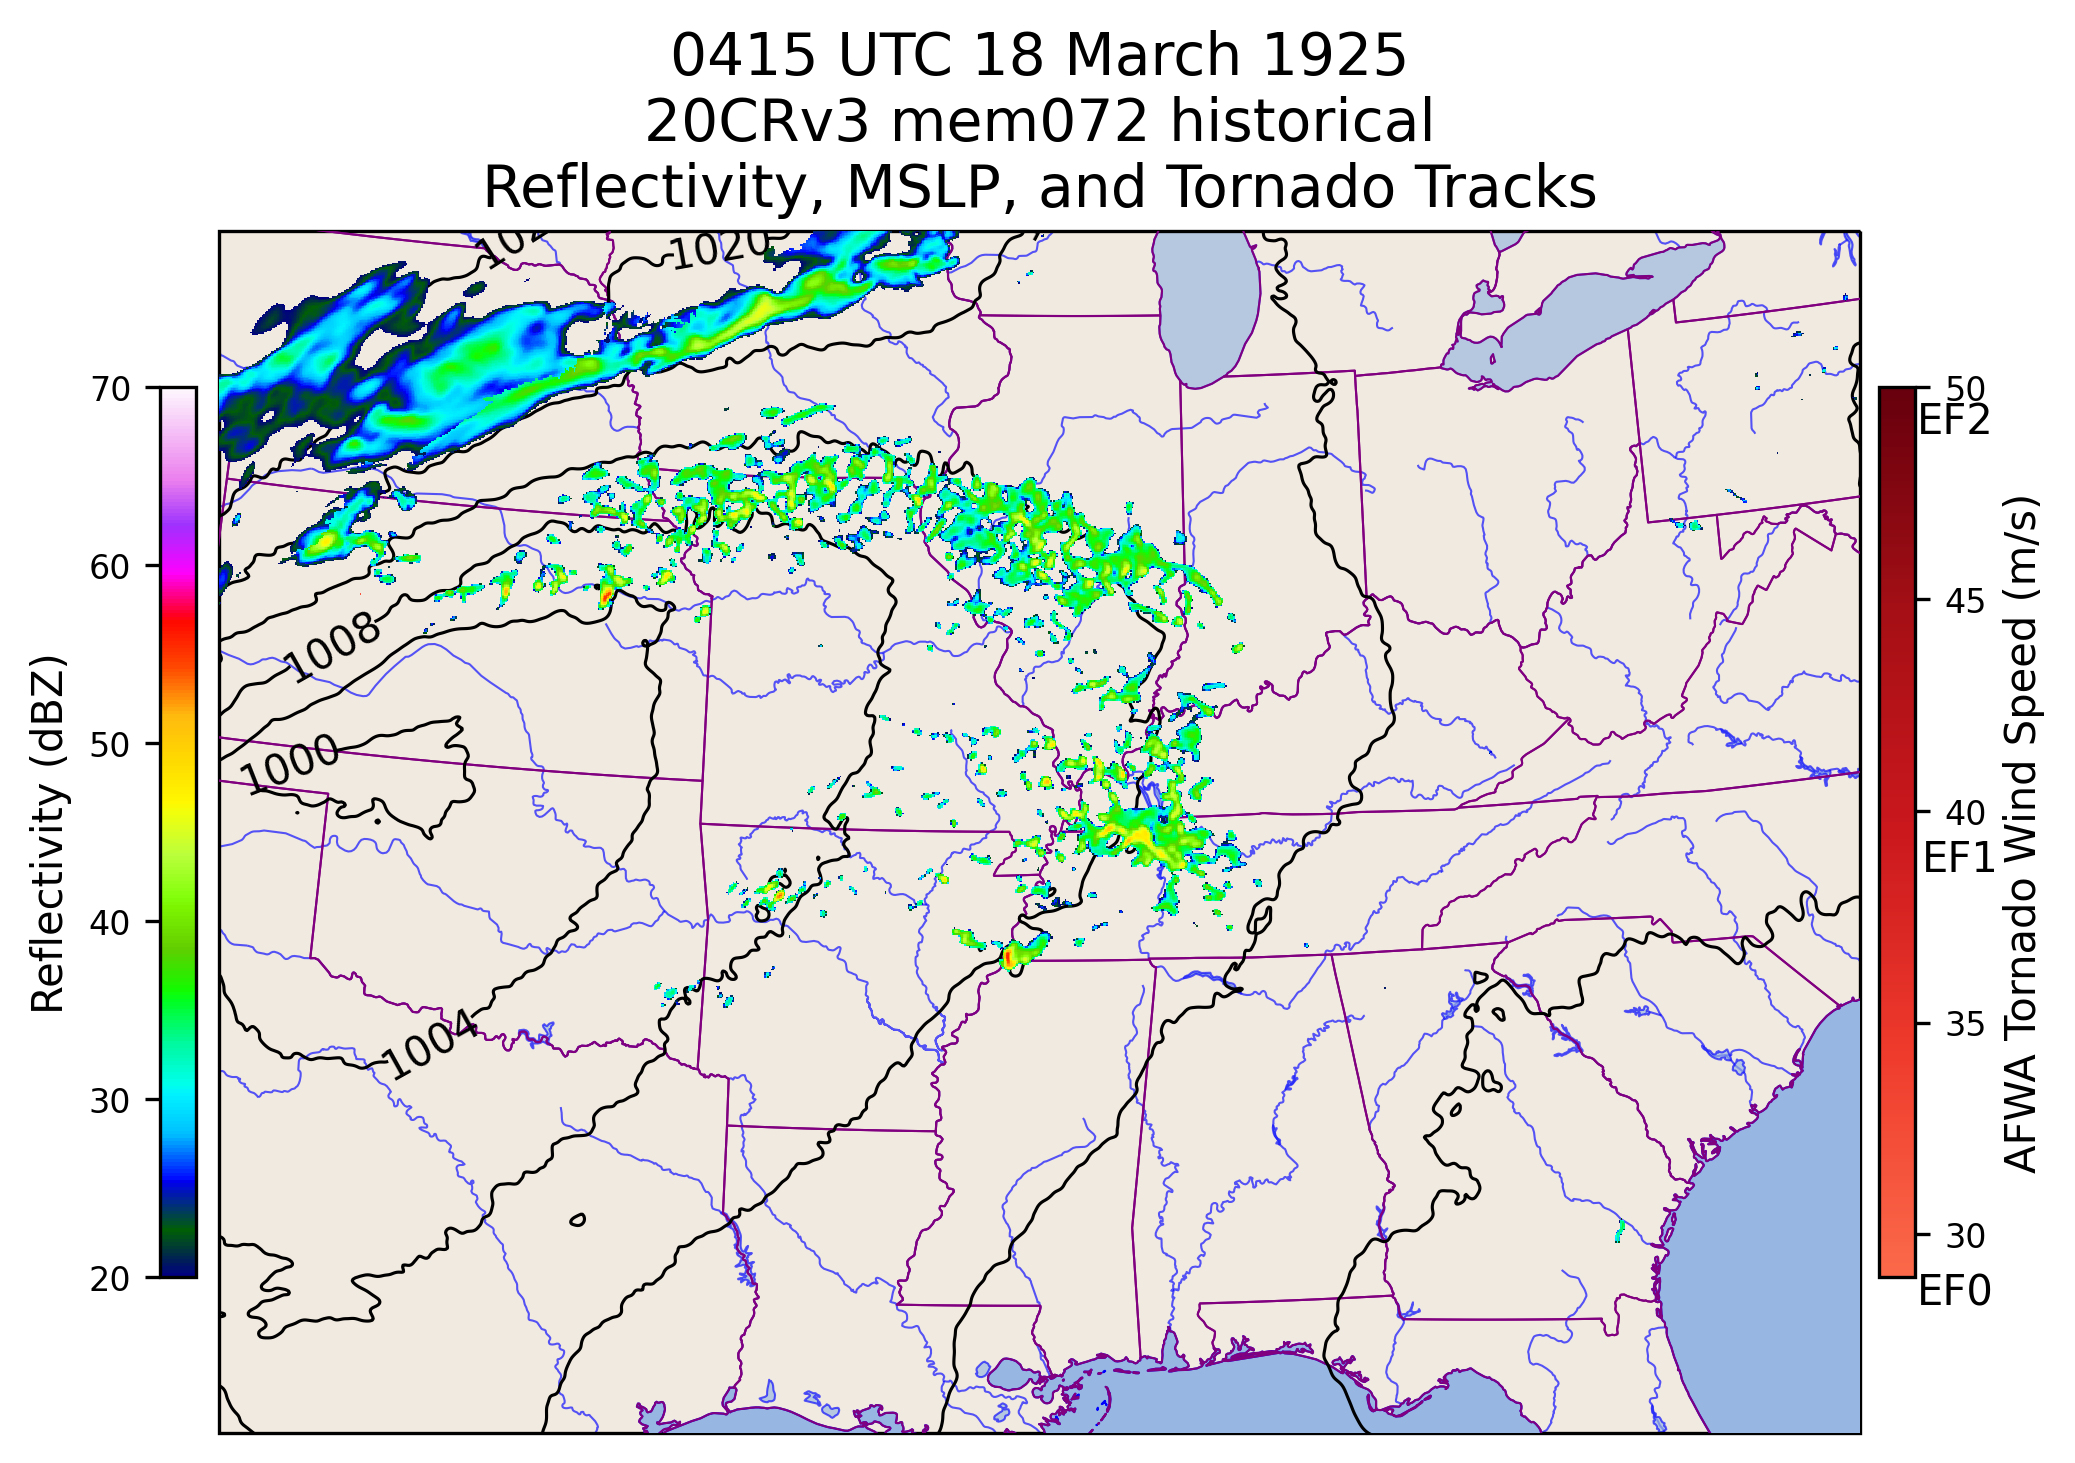 0415 UTC 18 March 1925
20CRv3 mem072 historical
Reflectivity, MSLP, and Tornado Tracks
1020
1008
1000
1004
70
60
50
40
30
20
Reflectivity (dBZ)
50
EF2
45
40
EF1
35
30
EF0
AFWA Tornado Wind Speed (m/s)